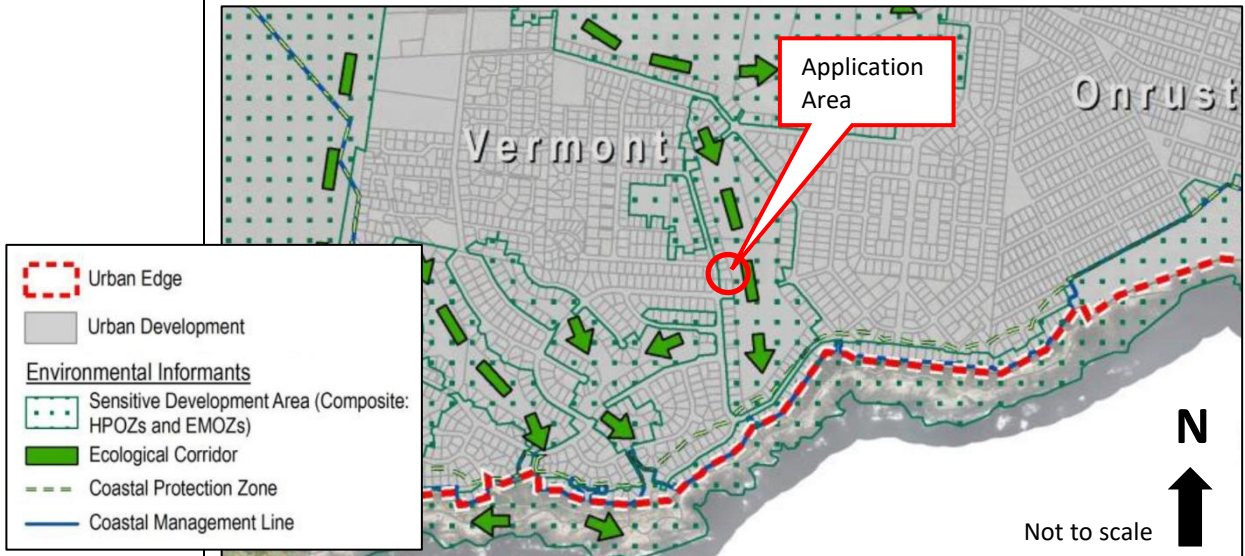 Application
Area
Vermont
Onrust
Urban Edge
Urban Development
Environmental Informants
Sensitive Development Area (Composite:
HPOZs and EMOZs)
Ecological Corridor
Coastal Protection Zone
Coastal Management Line
N
Not to scale